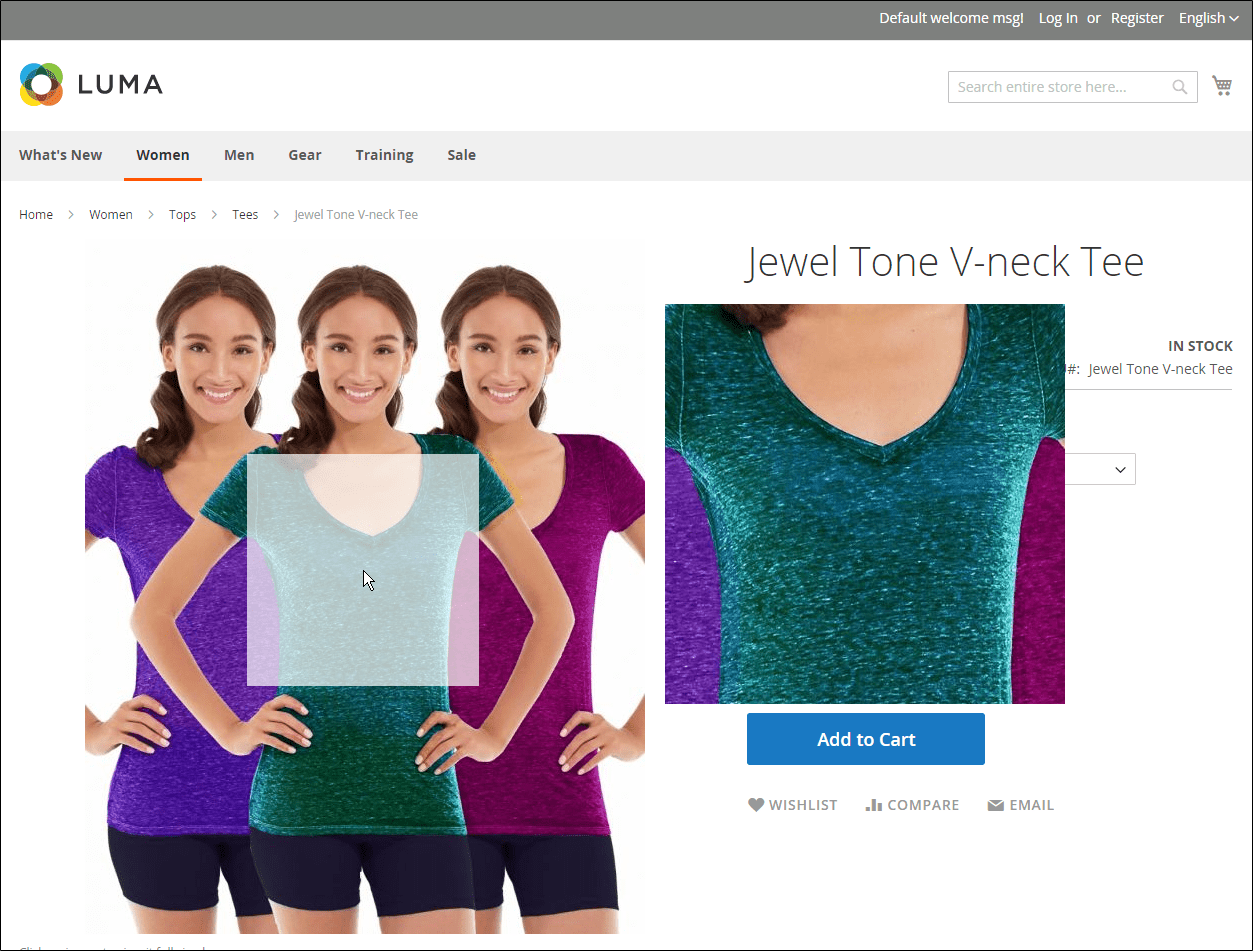 Default welcome msg! Log In or Register English
LUMA
Search entire store here...
What's New Women Men Gear Training Sale
Home Women Tops Tees Jewel Tone V-neck Tee
Jewel Tone V-neck Tee
IN STOCK
#: Jewel Tone V-neck Tee
Add to Cart
WISHLIST COMPARE EMAIL